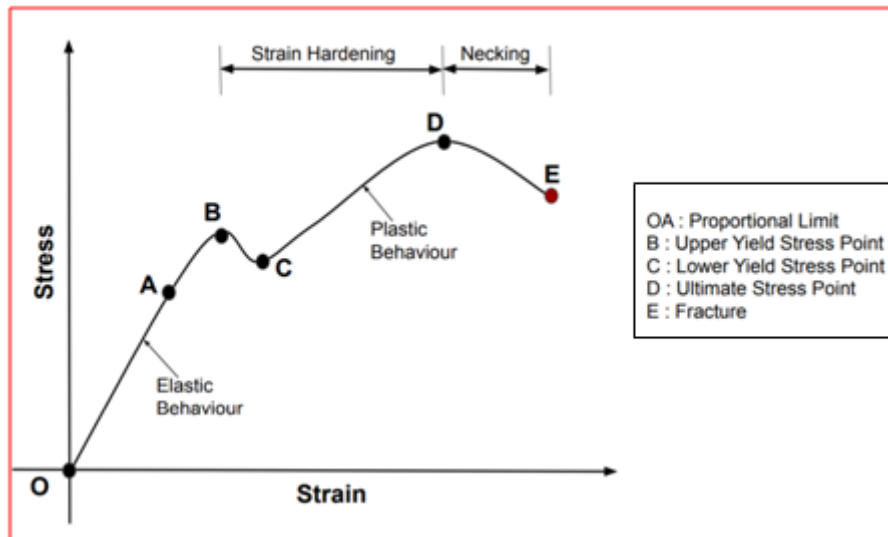 Strain Hardening
Necking
D
E
B
Plastic
Behaviour
C
A
Stress
Elastic
Behaviour
O
Strain
OA : Proportional Limit
B : Upper Yield Stress Point
C : Lower Yield Stress Point
D : Ultimate Stress Point
E : Fracture